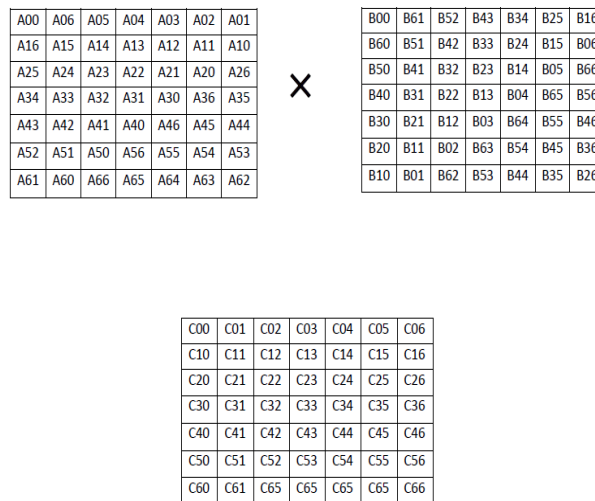 A00 A06 A05 A04 A03 A02 A01
A16 A15 A14 A13 A12 A11 A10
A25 A24 A23 A22 A21 A20 A26
A34 A33 A32 A31 A30 A36 A35
A43 A42 A41 A40 A46 A45 A44
A52 A51 A50 A56 A55 A54 A53
A61 A60 A66 A65 A64 A63 A62
×
B00 B61 B52 B43 B34 B25 B16
B60 B51 B42 B33 B24 B15 B06
B50 B41 B32 B23 B14 B05 B66
B40 B31 B22 B13 B04 B65 B56
B30 B21 B12 B03 B64 B55 B46
B20 B11 B02 B63 B54 B45 B36
B10 B01 B62 B53 B44 B35 B26
C00 C01 C02 C03 C04 C05 C06
C10 C11 C12 C13 C14 C15 C16
C20 C21 C22 C23 C24 C25 C26
C30 C31 C32 C33 C34 C35 C36
C40 C41 C42 C43 C44 C45 C46
C50 C51 C52 C53 C54 C55 C56
C60 C61 C65 C65 C65 C65 C66